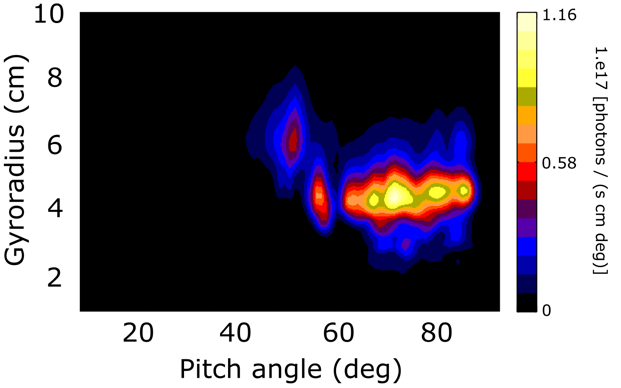 10
8
6
4
2
Gyroradius (cm)
20 40 60 80
Pitch angle (deg)
1.16
0.58
0
1.e17 [photons / (s cm deg)]